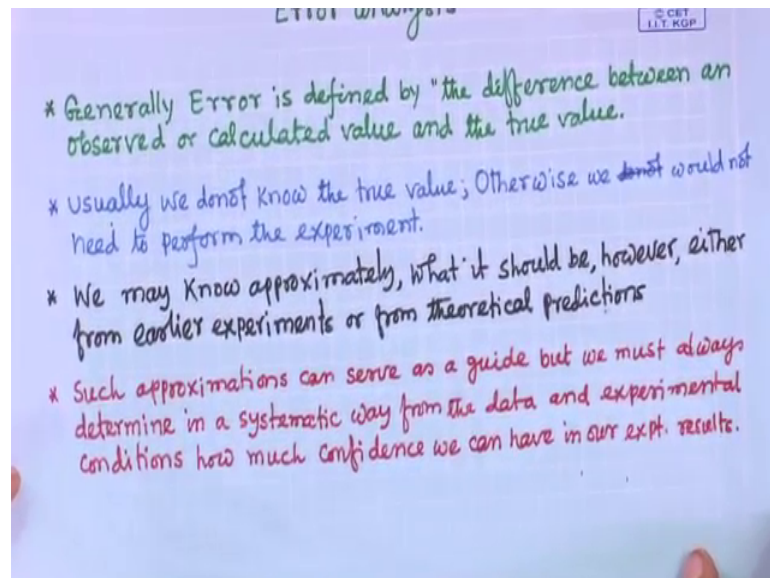 Error analysis
© CET
I.I.T. KGP
* Generally Error is defined by "the difference between an
observed or calculated value and the true value.
* Usually we donot know the true value; Otherwise we donot would not
need to perform the experiment.
* We may know approximately, what it should be, however, either
from earlier experiments or from theoretical predictions
* Such approximations can serve as a guide but we must always
determine in a systematic way from the data and experimental
conditions how much confidence we can have in our expt. results.